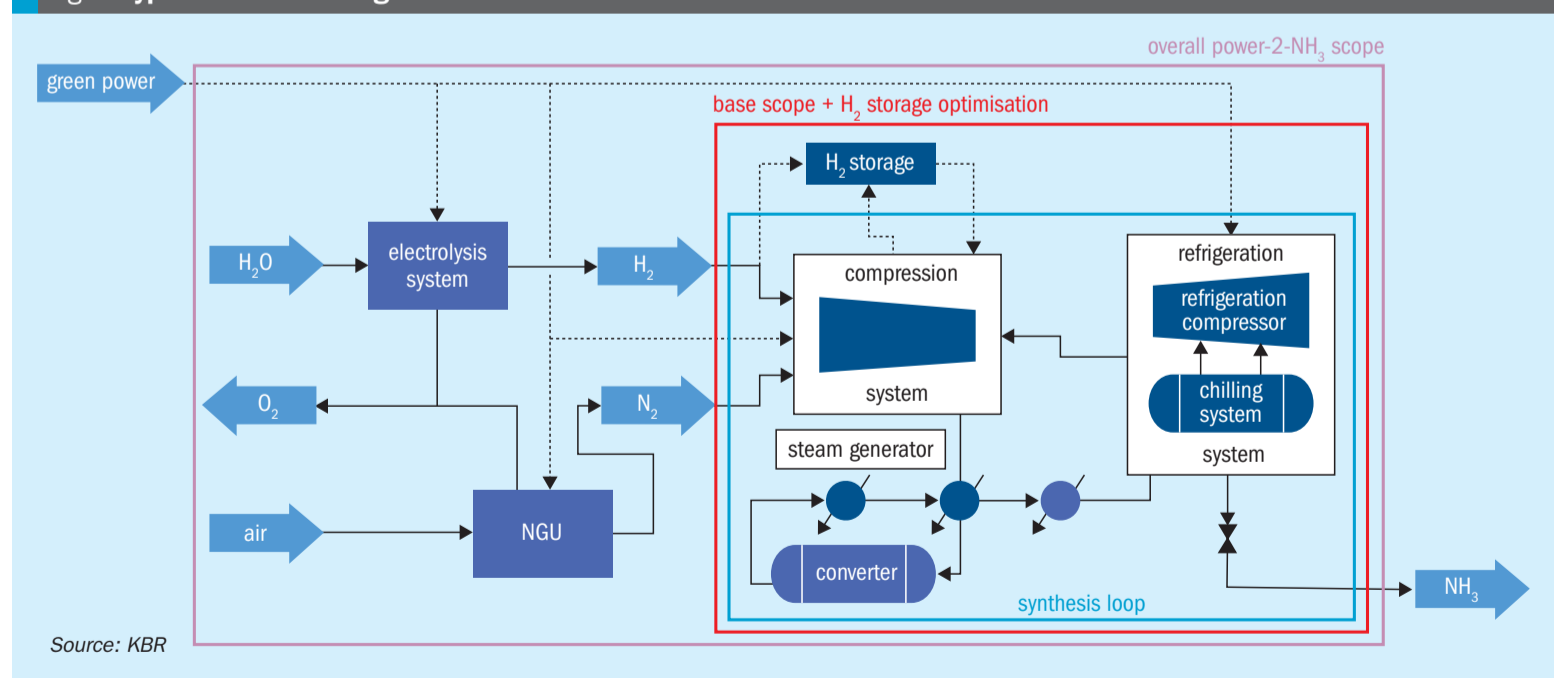 overall power-2-NH₃ scope
green power
base scope + H₂ storage optimisation
H₂ storage
H₂O
electrolysis
system
H₂
compression
system
refrigeration
refrigeration
compressor
chilling
system
system
O₂
N₂
steam generator
air
NGU
converter
synthesis loop
NH₃
Source: KBR